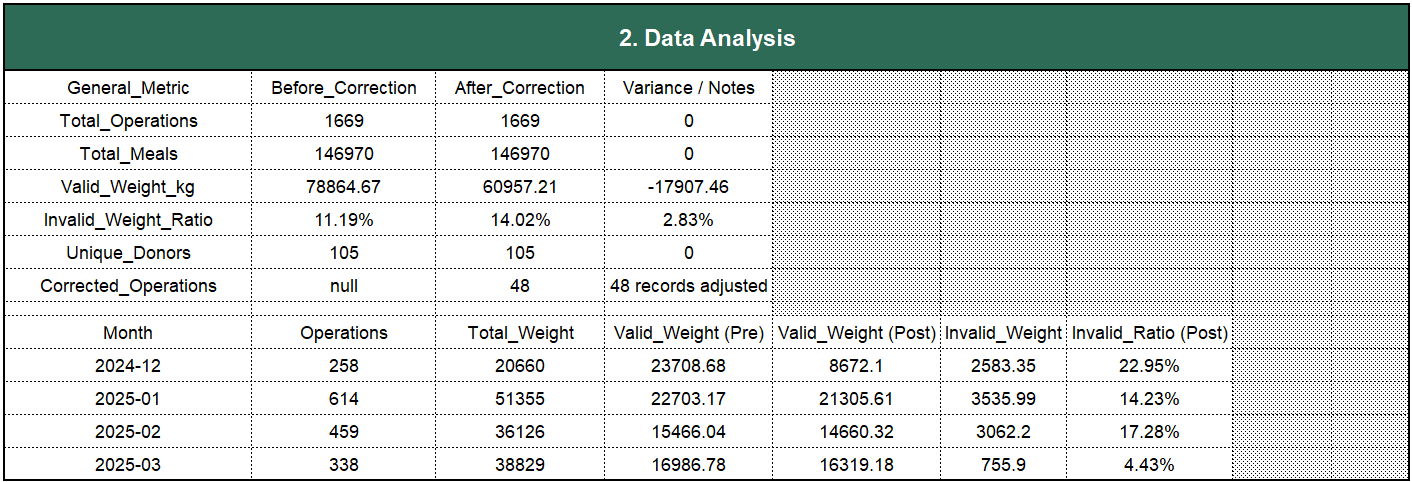 2. Data Analysis
General_Metric Before_Correction After_Correction Variance / Notes
Total_Operations 1669 1669 0
Total_Meals 146970 146970 0
Valid_Weight_kg 78864.67 60957.21 -17907.46
Invalid_Weight_Ratio 11.19% 14.02% 2.83%
Unique_Donors 105 105 0
Corrected_Operations null 48 48 records adjusted
Month Operations Total_Weight Valid_Weight (Pre) Valid_Weight (Post) Invalid_Weight Invalid_Ratio (Post)
2024-12 258 20660 23708.68 8672.1 2583.35 22.95%
2025-01 614 51355 22703.17 21305.61 3535.99 14.23%
2025-02 459 36126 15466.04 14660.32 3062.2 17.28%
2025-03 338 38829 16986.78 16319.18 755.9 4.43%